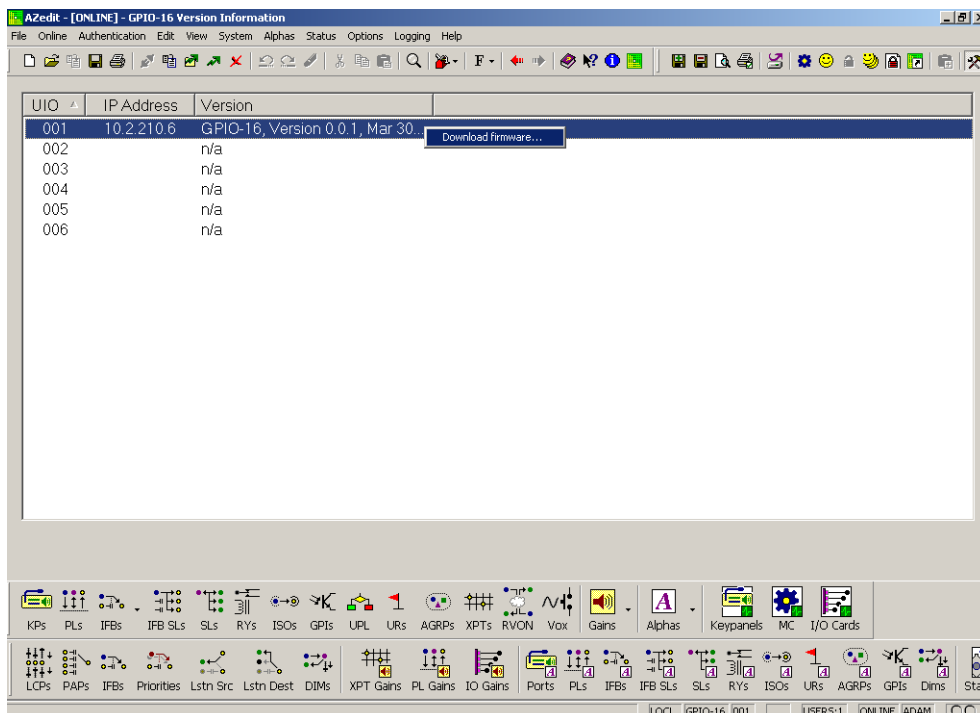 AZedit - [ONLINE] - GPIO-16 Version Information
File Online Authentication Edit View System Alphas Status Options Logging Help
UIO IP Address Version
001 10.2.210.6 GPIO-16, Version 0.0.1, Mar 30...
Download firmware...
002 n/a
003 n/a
004 n/a
005 n/a
006 n/a
KPs PLs IFBs IFB SLs SLs RYs ISOs GPIs UPL URs AGRPs XPTs RVON Vox Gains Alphas Keypanels MC I/O Cards
LCPs PAPs IFBs Priorities Lstn Src Lstn Dest DIMs XPT Gains PL Gains IO Gains Ports PLs IFBs IFB SLs SLs RYs ISOs URs AGRPs GPIs Dims Sta
LOCL GPIO-16 001 USERS:1 ONLINE ADAM